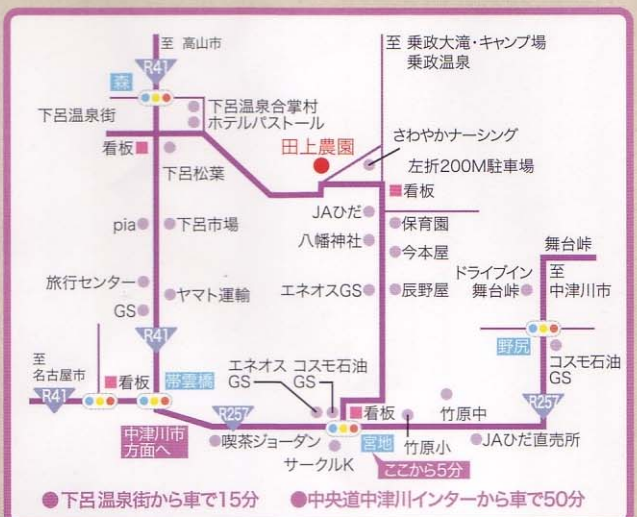 至 高山市
R41
森
下呂温泉街
下呂温泉合掌村
ホテルパストール
看板
下呂松葉
pia
下呂市場
旅行センター
ヤマト運輸
GS
R41
至
名古屋市
R41
看板
帯雲橋
中津川市
方面へ
R257
喫茶ジョーダン
エネオス
GS
コスモ石油
GS
サークルK
看板
宮地
ここから5分
竹原小
竹原中
JAひだ直売所
R257
コスモ石油
GS
野尻
ドライブイン
舞台峠
舞台峠
至
中津川市
至 乗政大滝・キャンプ場
乗政温泉
さわやかナーシング
田上農園
左折200M駐車場
看板
JAひだ
保育園
八幡神社
今本屋
エネオスGS
辰野屋
●下呂温泉街から車で15分
●中央道中津川インターから車で50分